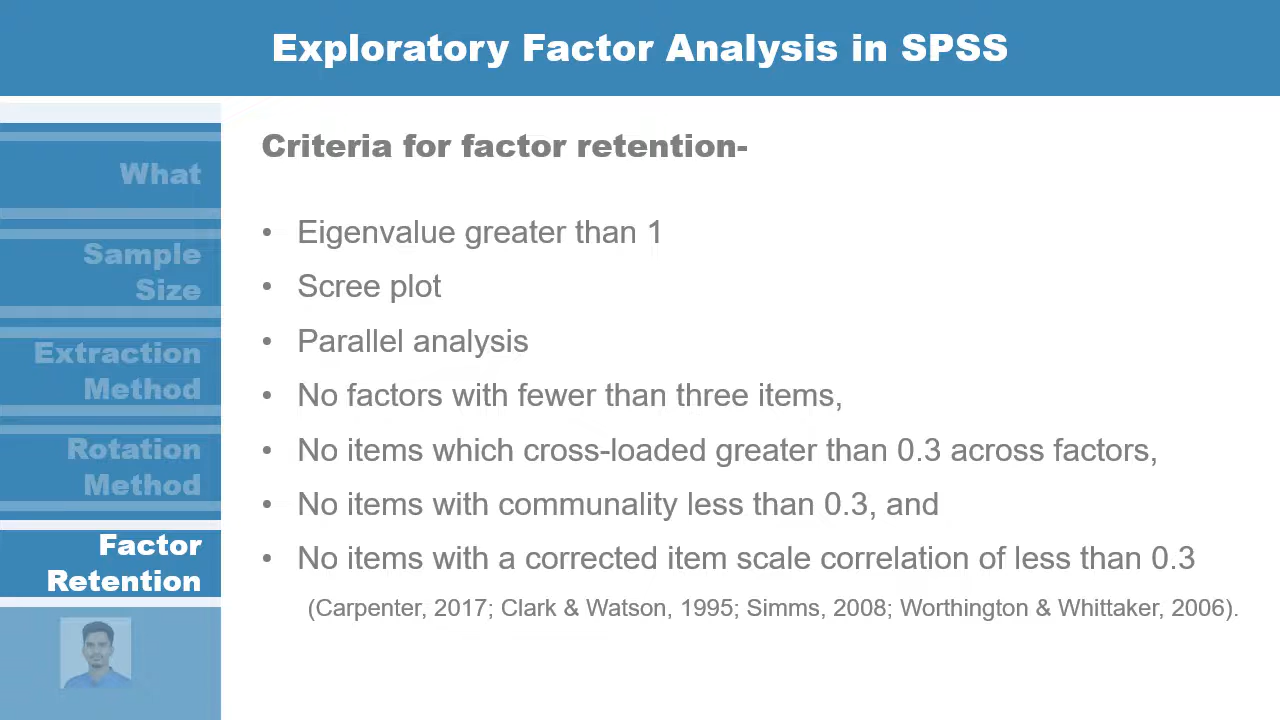 Exploratory Factor Analysis in SPSS
What
Sample
Size
Extraction
Method
Rotation
Method
Factor
Retention
Criteria for factor retention-
• Eigenvalue greater than 1
• Scree plot
• Parallel analysis
• No factors with fewer than three items,
• No items which cross-loaded greater than 0.3 across factors,
• No items with communality less than 0.3, and
• No items with a corrected item scale correlation of less than 0.3
(Carpenter, 2017; Clark & Watson, 1995; Simms, 2008; Worthington & Whittaker, 2006).